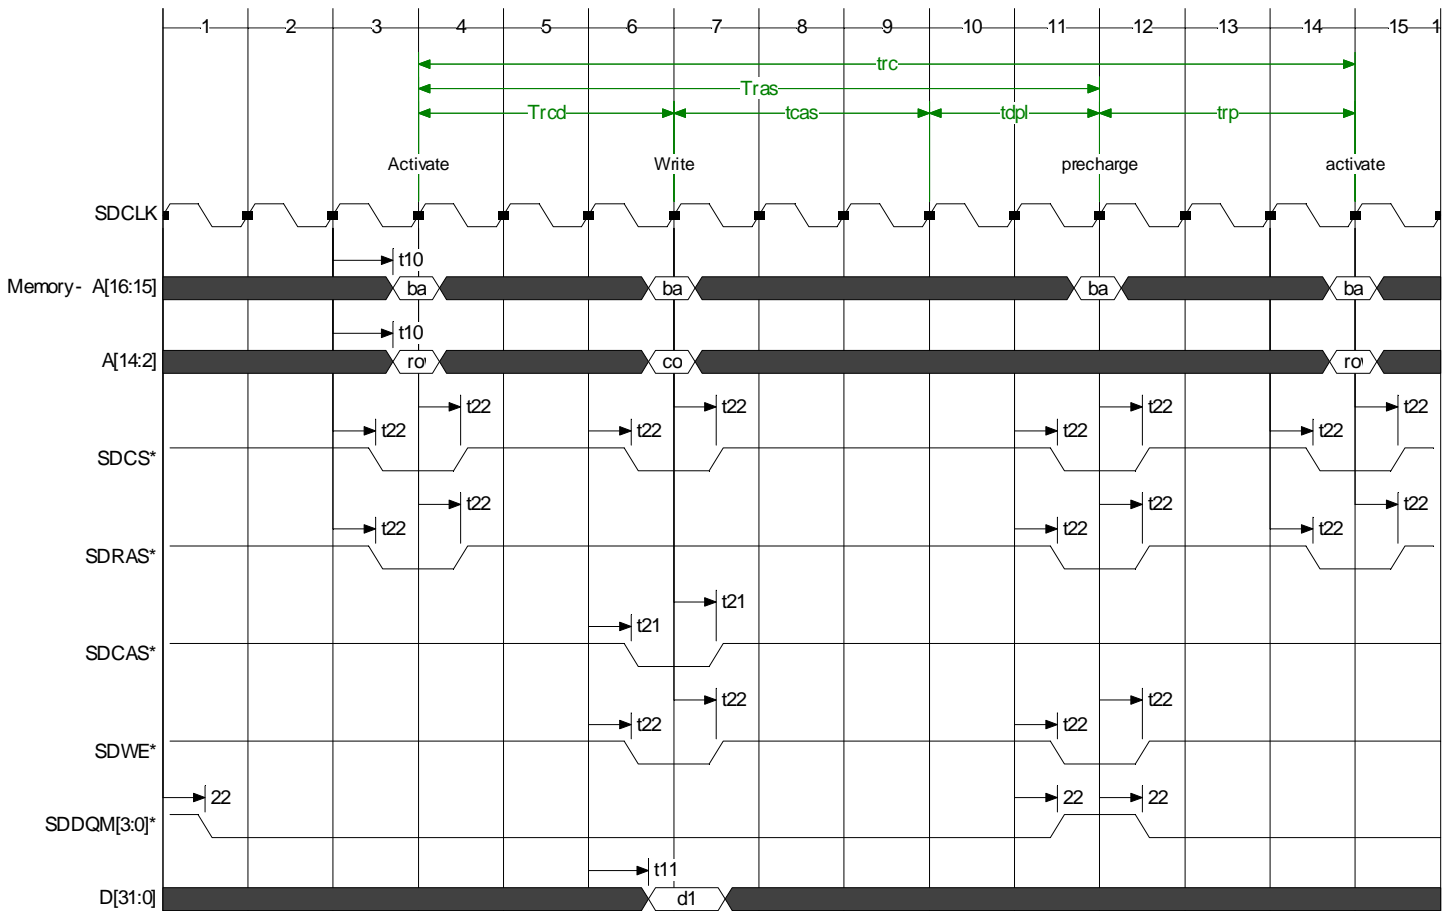 1 2 3 4 5 6 7 8 9 10 11 12 13 14 15 1
trc
Tras
Trcd tcas tdpl trp
Activate Write precharge activate
SDCLK
t10
Memory - A[16:15] ba ba ba ba
t10
A[14:2] ro co ro
t22 t22 t22 t22
t22 t22 t22 t22
SDCS*
t22 t22 t22
t22 t22 t22
SDRAS*
t21
t21
SDCAS*
t22 t22
t22 t22
SDWE*
22 22 22
SDDQM[3:0]*
t11
D[31:0] d1